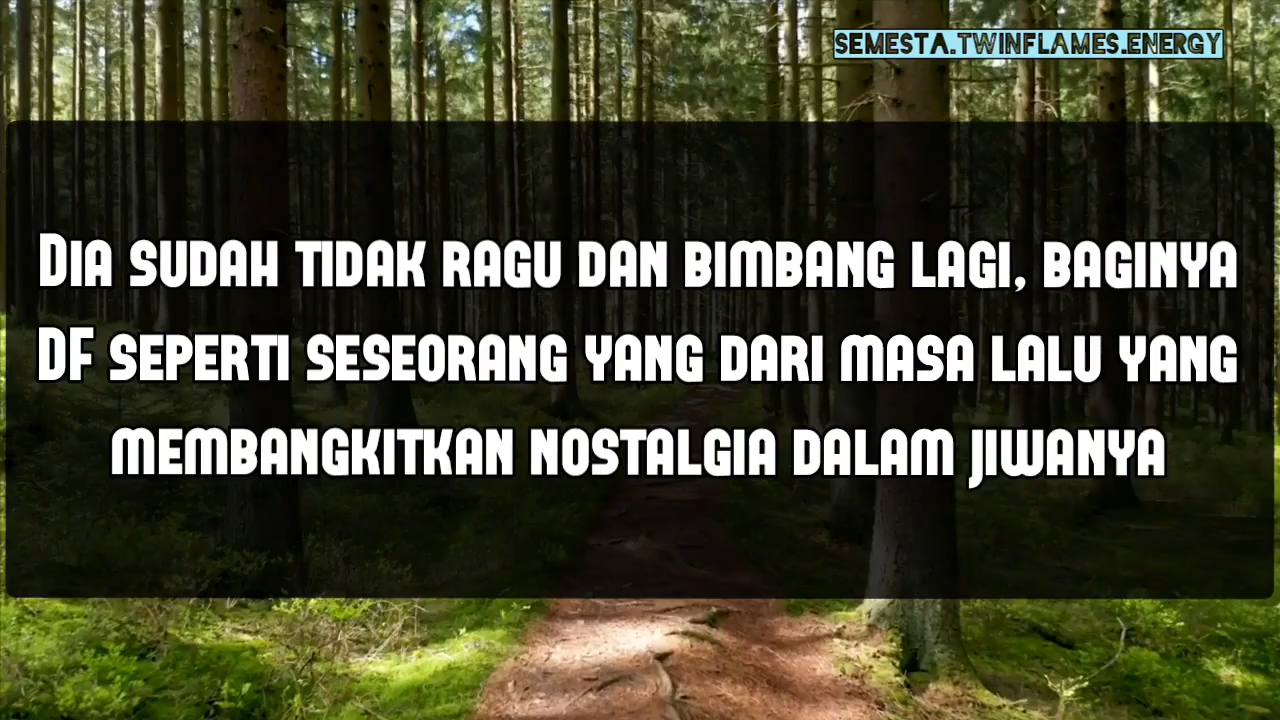 SEMESTA.TWINFLAMES.ENERGY
Dia sudah tidak ragu dan bimbang lagi, baginya
DF seperti seseorang yang dari masa lalu yang
membangkitkan nostalgia dalam jiwanya